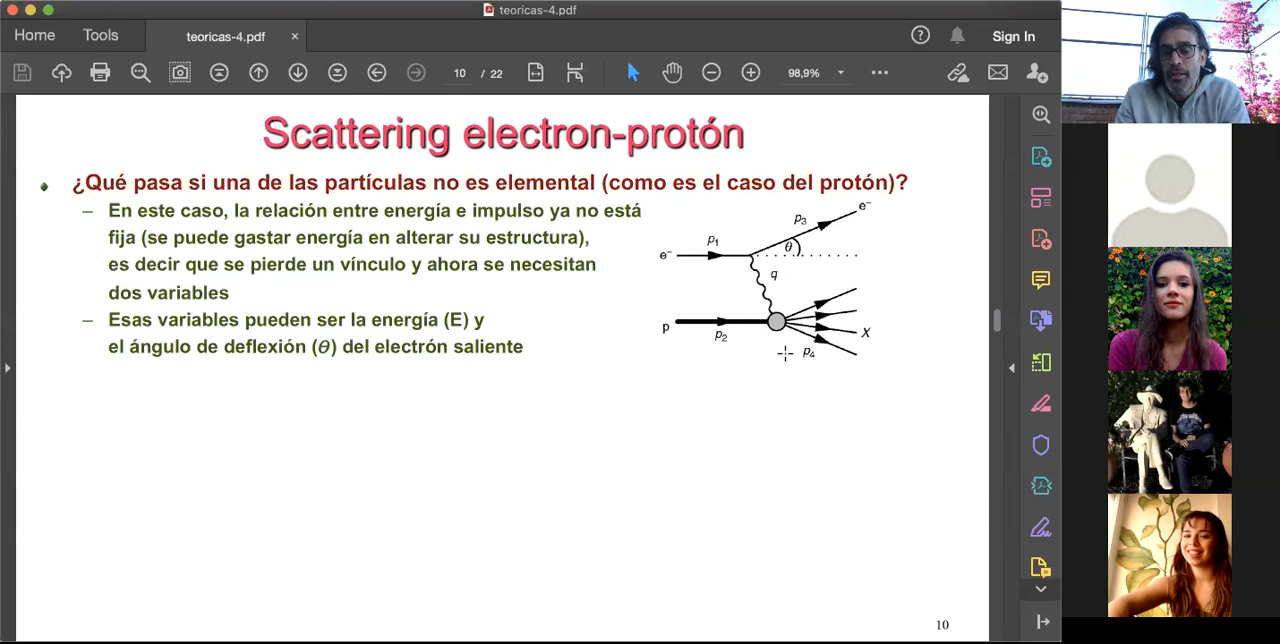 teoricas-4.pdf
Home
Tools
teoricas-4.pdf
×
Sign In
10 / 22
98,9%
Scattering electron-protón
¿Qué pasa si una de las partículas no es elemental (como es el caso del protón)?
– En este caso, la relación entre energía e impulso ya no está
fija (se puede gastar energía en alterar su estructura),
es decir que se pierde un vínculo y ahora se necesitan
dos variables
– Esas variables pueden ser la energía (E) y
el ángulo de deflexión (θ) del electrón saliente
e⁻
p₃
p₁
θ
e⁻
q
p
p₂
X
p₄
10